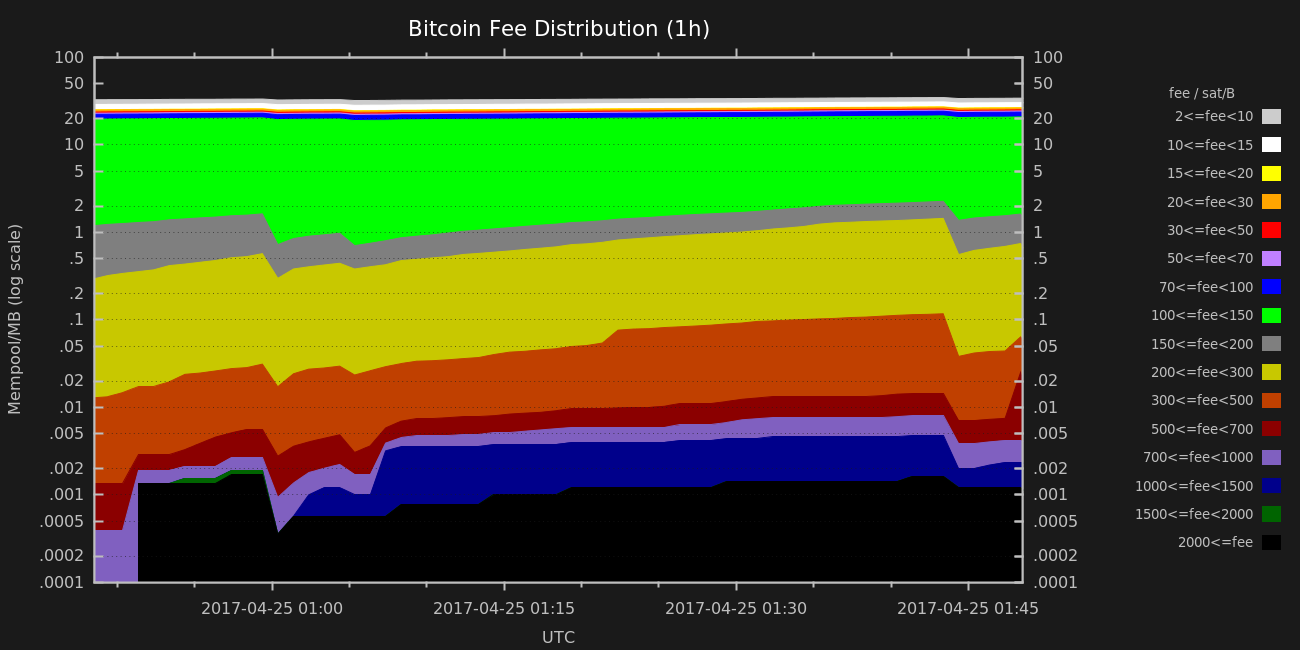 Bitcoin Fee Distribution (1h)
100
50
20
10
5
2
1
.5
.2
.1
.05
.02
.01
.005
.002
.001
.0005
.0002
.0001
Mempool/MB (log scale)
100
50
20
10
5
2
1
.5
.2
.1
.05
.02
.01
.005
.002
.001
.0005
.0002
.0001
2017-04-25 01:00
2017-04-25 01:15
2017-04-25 01:30
2017-04-25 01:45
UTC
fee / sat/B
2<=fee<10
10<=fee<15
15<=fee<20
20<=fee<30
30<=fee<50
50<=fee<70
70<=fee<100
100<=fee<150
150<=fee<200
200<=fee<300
300<=fee<500
500<=fee<700
700<=fee<1000
1000<=fee<1500
1500<=fee<2000
2000<=fee